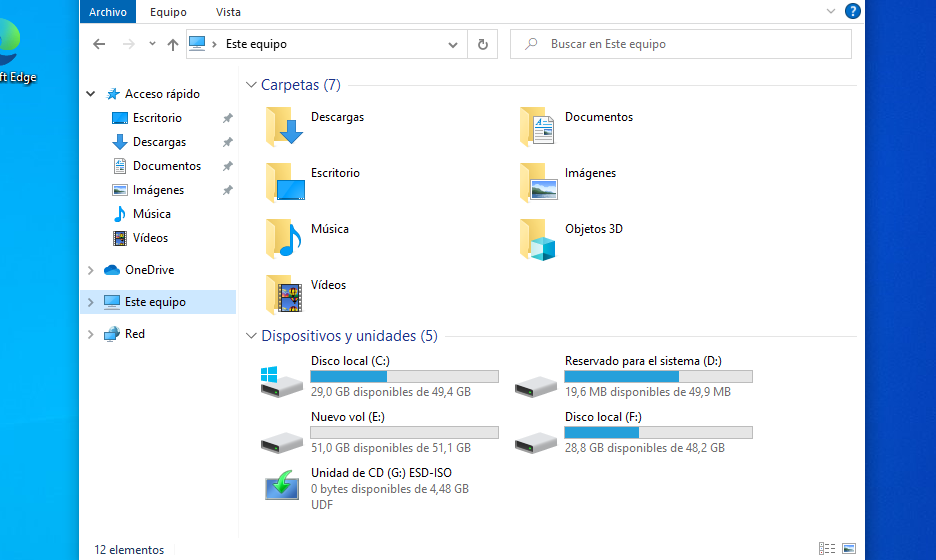 Archivo Equipo Vista
?
Este equipo
Buscar en Este equipo
ft Edge
Acceso rápido
Escritorio
Descargas
Documentos
Imágenes
Música
Vídeos
OneDrive
Este equipo
Red
Carpetas (7)
Descargas
Documentos
Escritorio
Imágenes
Música
Objetos 3D
Vídeos
Dispositivos y unidades (5)
Disco local (C:)
29,0 GB disponibles de 49,4 GB
Reservado para el sistema (D:)
19,6 MB disponibles de 49,9 MB
Nuevo vol (E:)
51,0 GB disponibles de 51,1 GB
Disco local (F:)
28,8 GB disponibles de 48,2 GB
Unidad de CD (G:) ESD-ISO
0 bytes disponibles de 4,48 GB
UDF
12 elementos